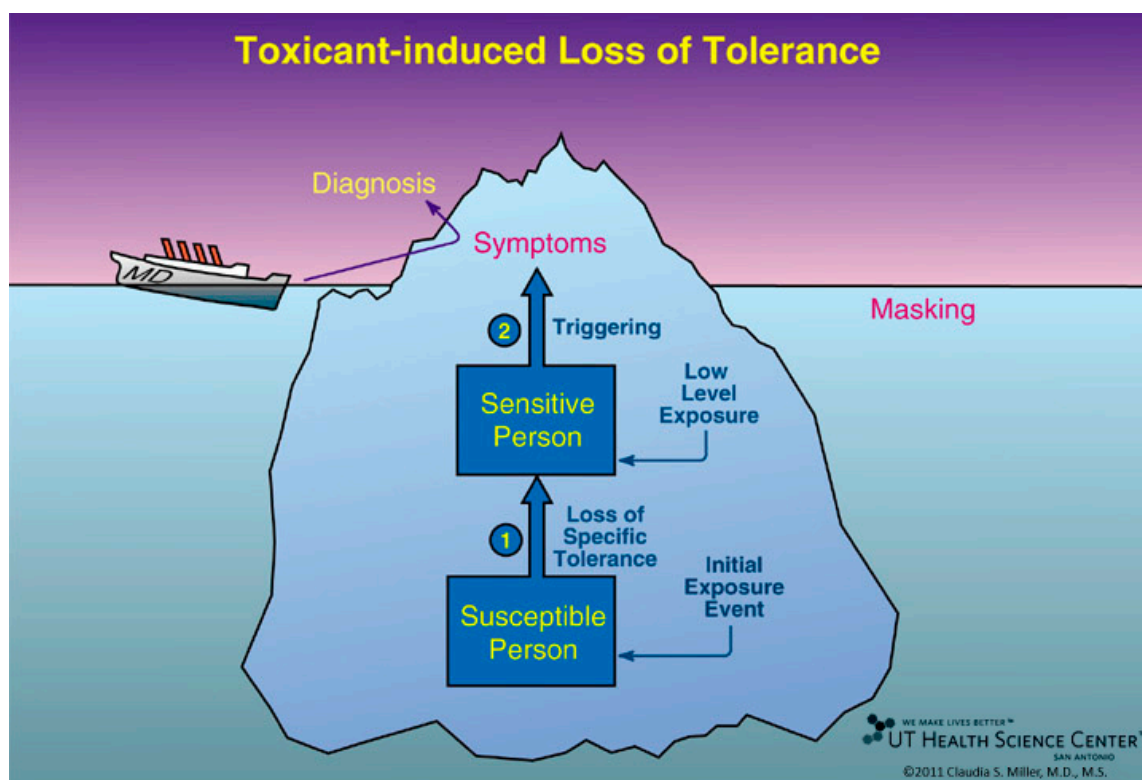 Toxicant-induced Loss of Tolerance
Diagnosis
Symptoms
MD
Masking
2
Triggering
Low
Level
Exposure
Sensitive
Person
1
Loss of
Specific
Tolerance
Initial
Exposure
Event
Susceptible
Person
WE MAKE LIVES BETTER™
UT HEALTH SCIENCE CENTER™
SAN ANTONIO
©2011 Claudia S. Miller, M.D., M.S.